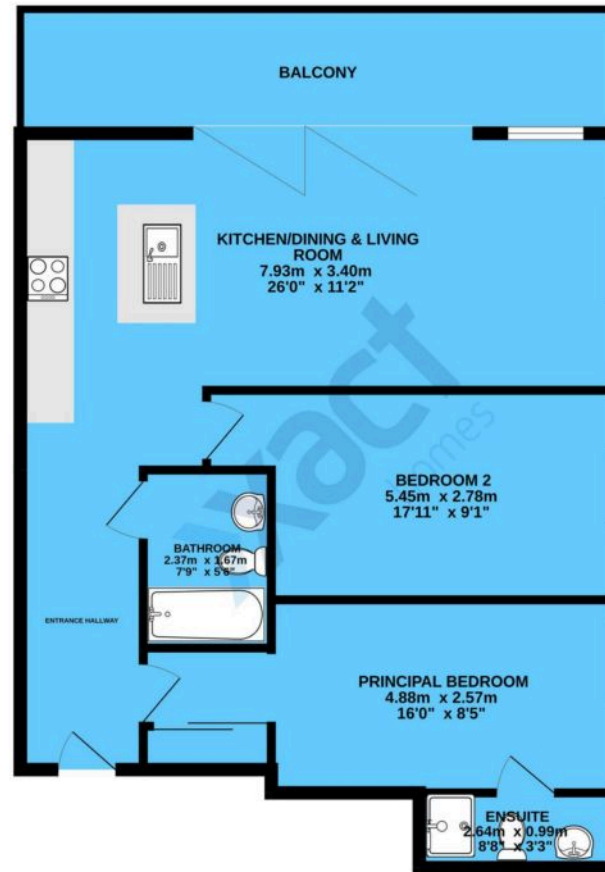 BALCONY
KITCHEN/DINING & LIVING
ROOM
7.93m x 3.40m
26'0" x 11'2"
xact
homes
BEDROOM 2
5.45m x 2.78m
17'11" x 9'1"
BATHROOM
2.37m x 1.67m
7'9" x 5'6"
ENTRANCE HALLWAY
PRINCIPAL BEDROOM
4.88m x 2.57m
16'0" x 8'5"
ENSUITE
2.64m x 0.99m
8'8" x 3'3"